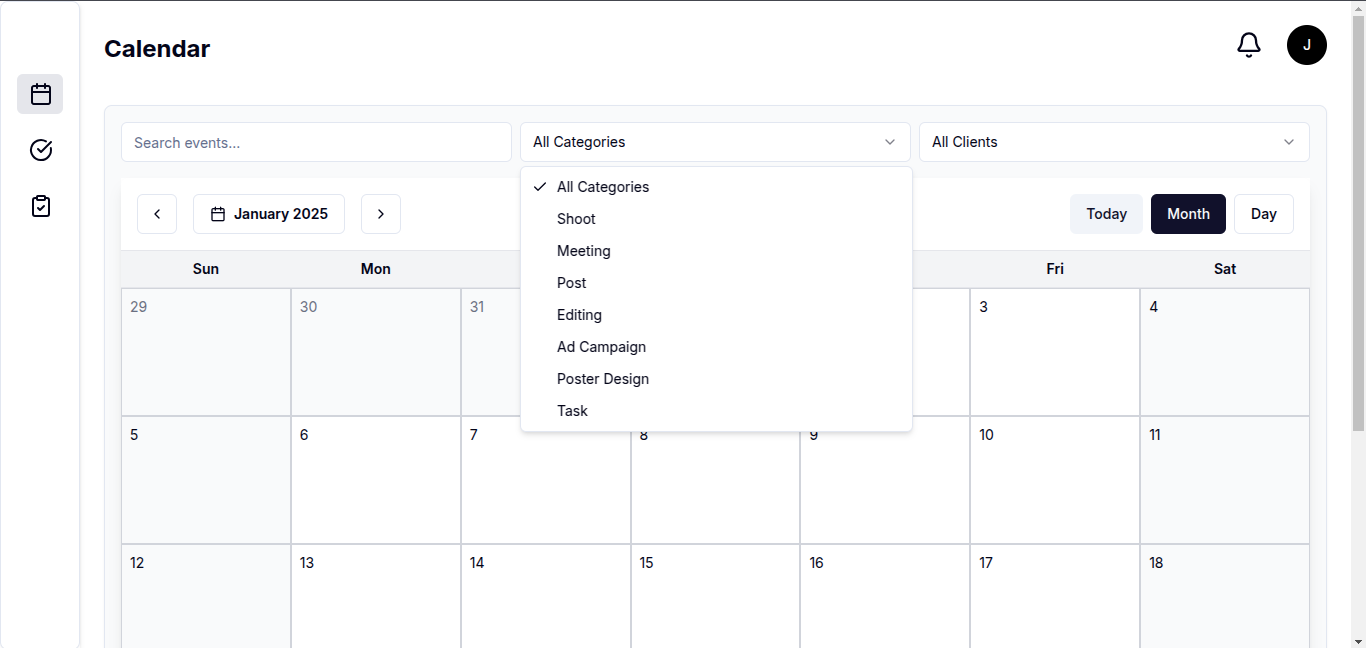 Calendar
J
Search events...
All Categories
All Clients
All Categories
Shoot
Meeting
Post
Editing
Ad Campaign
Poster Design
Task
January 2025
Today
Month
Day
Sun Mon Fri Sat
29 30 31 3 4
5 6 7 8 9 10 11
12 13 14 15 16 17 18